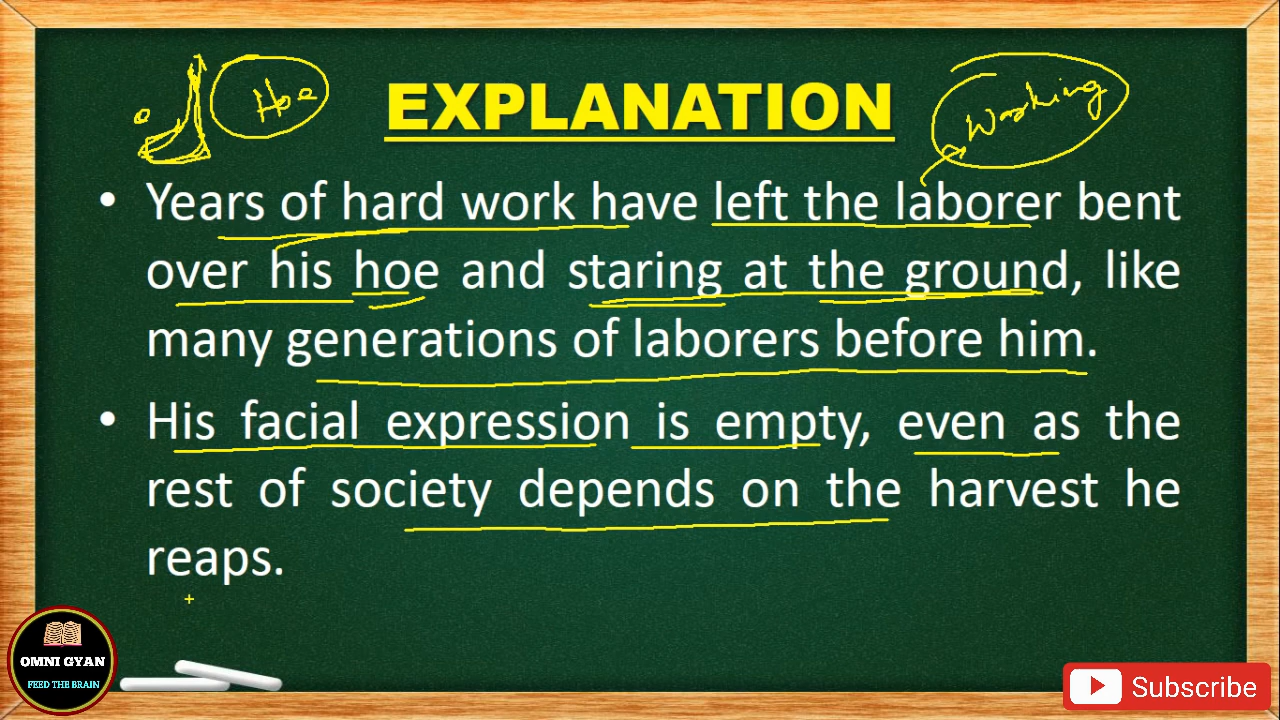 Hoe
EXPLANATION
Working
• Years of hard work have left the laborer bent
over his hoe and staring at the ground, like
many generations of laborers before him.
• His facial expression is empty, even as the
rest of society depends on the harvest he
reaps.
OMNI GYAN
FEED THE BRAIN
Subscribe